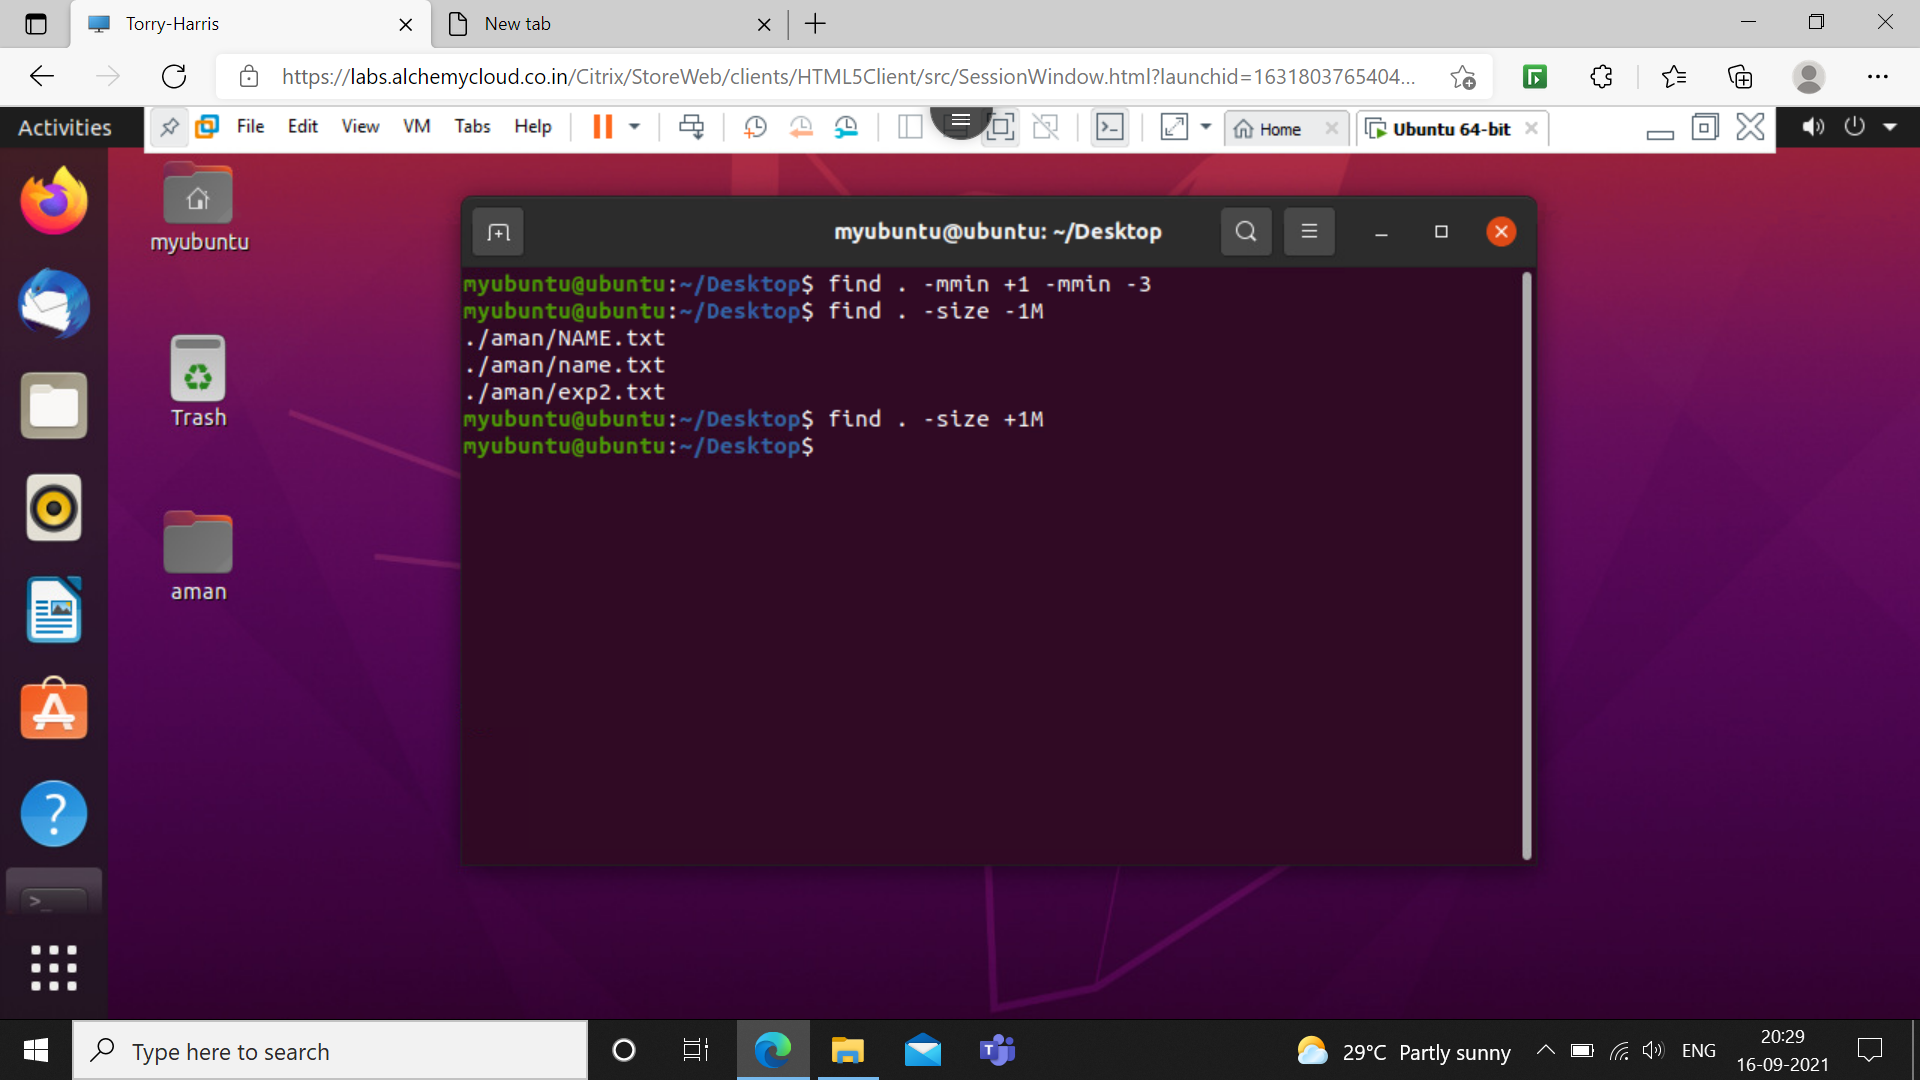 Torry-Harris
New tab
https://labs.alchemycloud.co.in/Citrix/StoreWeb/clients/HTML5Client/src/SessionWindow.html?launchid=1631803765404...
Activities
File Edit View VM Tabs Help
Home
Ubuntu 64-bit
myubuntu
Trash
aman
myubuntu@ubuntu: ~/Desktop
myubuntu@ubuntu:~/Desktop$ find . -mmin +1 -mmin -3
myubuntu@ubuntu:~/Desktop$ find . -size -1M
./aman/NAME.txt
./aman/name.txt
./aman/exp2.txt
myubuntu@ubuntu:~/Desktop$ find . -size +1M
myubuntu@ubuntu:~/Desktop$
Type here to search
29°C Partly sunny
ENG
20:29
16-09-2021